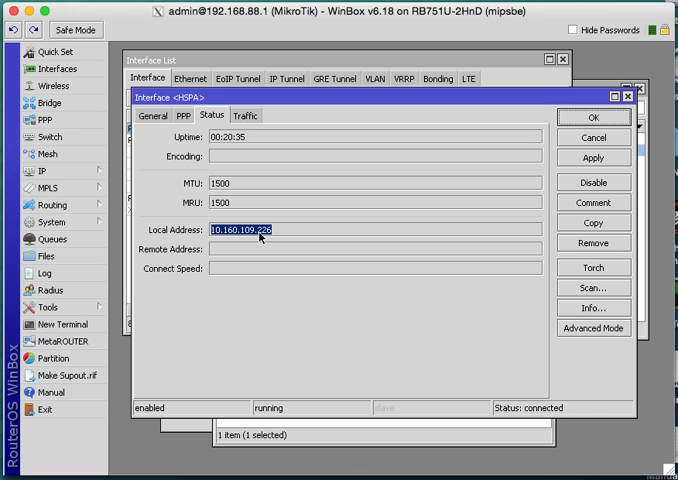 admin@192.168.88.1 (MikroTik) - WinBox v6.18 on RB751U-2HnD (mipsbe)
Safe Mode
Hide Passwords
Quick Set
Interfaces
Wireless
Bridge
PPP
Switch
Mesh
IP
MPLS
Routing
System
Queues
Files
Log
Radius
Tools
New Terminal
MetaROUTER
Partition
Make Supout.rif
Manual
Exit
RouterOS WinBox
Interface List
Interface Ethernet EoIP Tunnel IP Tunnel GRE Tunnel VLAN VRRP Bonding LTE
Interface <HSPA>
General PPP Status Traffic
Uptime: 00:20:35
Encoding:
MTU: 1500
MRU: 1500
Local Address: 10.160.109.226
Remote Address:
Connect Speed:
OK
Cancel
Apply
Disable
Comment
Copy
Remove
Torch
Scan...
Info...
Advanced Mode
enabled running slave Status: connected
1 item (1 selected)